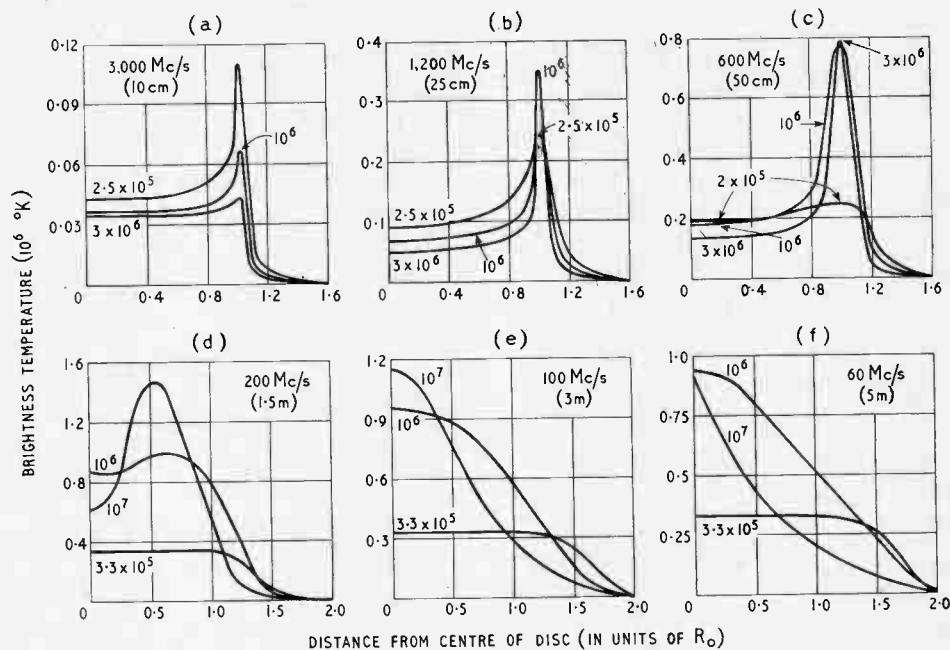 (a)
3,000 Mc/s
(10cm)
0·12
0·09
0·06
0·03
10⁶
2·5 x 10⁵
3 x 10⁶
0
0·4
0·8
1·2
1·6
(b)
1,200 Mc/s
(25cm)
0·4
0·3
0·2
0·1
10⁶
2·5 x 10⁵
2·5 x 10⁵
3 x 10⁶
10⁶
0
0·4
0·8
1·2
1·6
(c)
600 Mc/s
(50 cm)
0·8
0·6
0·4
0·2
0
3 x 10⁶
10⁶
2 x 10⁵
10⁶
3 x 10⁶
0
0·4
0·8
1·2
1·6
BRIGHTNESS TEMPERATURE (10⁶ °K)
(d)
200 Mc/s
(1·5m)
1·6
1·2
0·8
0·4
10⁶
10⁷
3·3 x 10⁵
0
0·5
1·0
1·5
2·0
(e)
100 Mc/s
(3m)
1·2
0·9
0·6
0·3
10⁷
10⁶
3·3 x 10⁵
0
0·5
1·0
1·5
2·0
(f)
60 Mc/s
(5m)
1·0
0·75
0·5
0·25
10⁶
10⁷
3·3 x 10⁵
0
0·5
1·0
1·5
2·0
DISTANCE FROM CENTRE OF DISC (IN UNITS OF R₀)